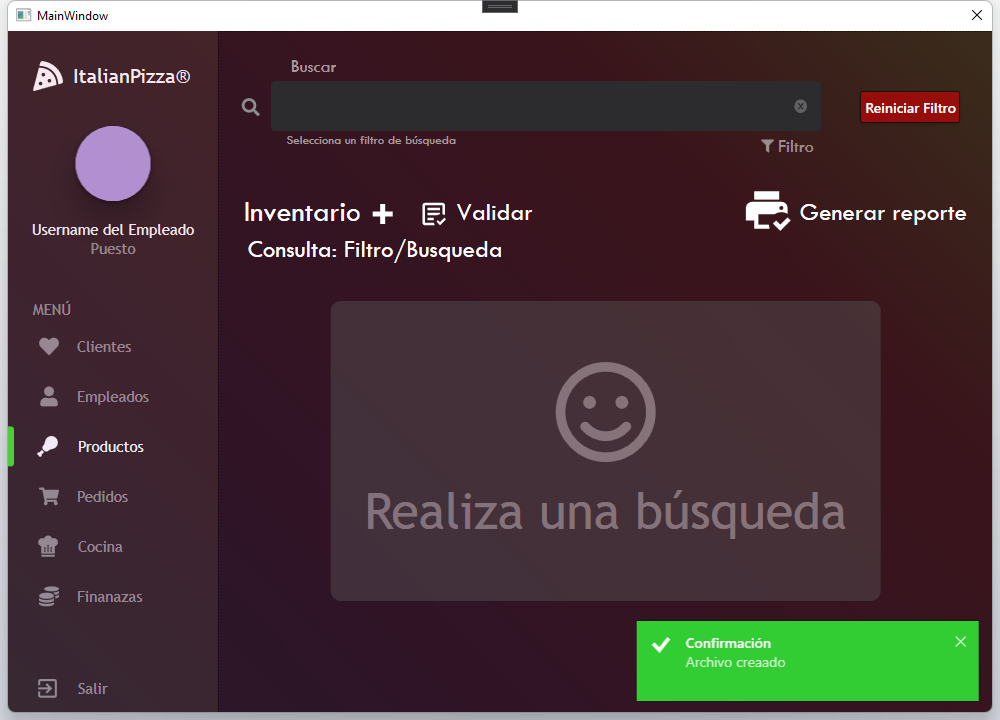 MainWindow
ItalianPizza®
Username del Empleado
Puesto
MENÚ
Clientes
Empleados
Productos
Pedidos
Cocina
Finanazas
Salir
Buscar
Selecciona un filtro de búsqueda
Filtro
Reiniciar Filtro
Inventario
Validar
Generar reporte
Consulta: Filtro/Busqueda
Realiza una búsqueda
Confirmación
Archivo creaado